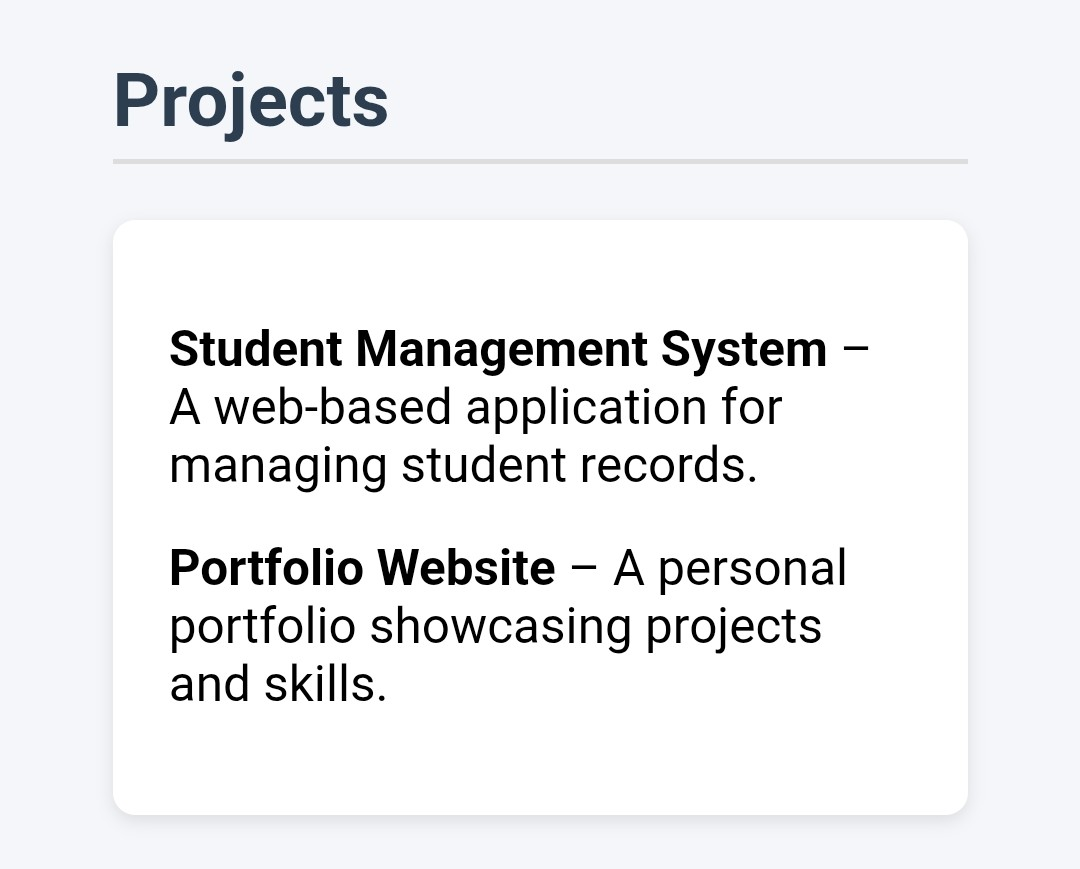 Projects
Student Management System –
A web-based application for
managing student records.
Portfolio Website – A personal
portfolio showcasing projects
and skills.